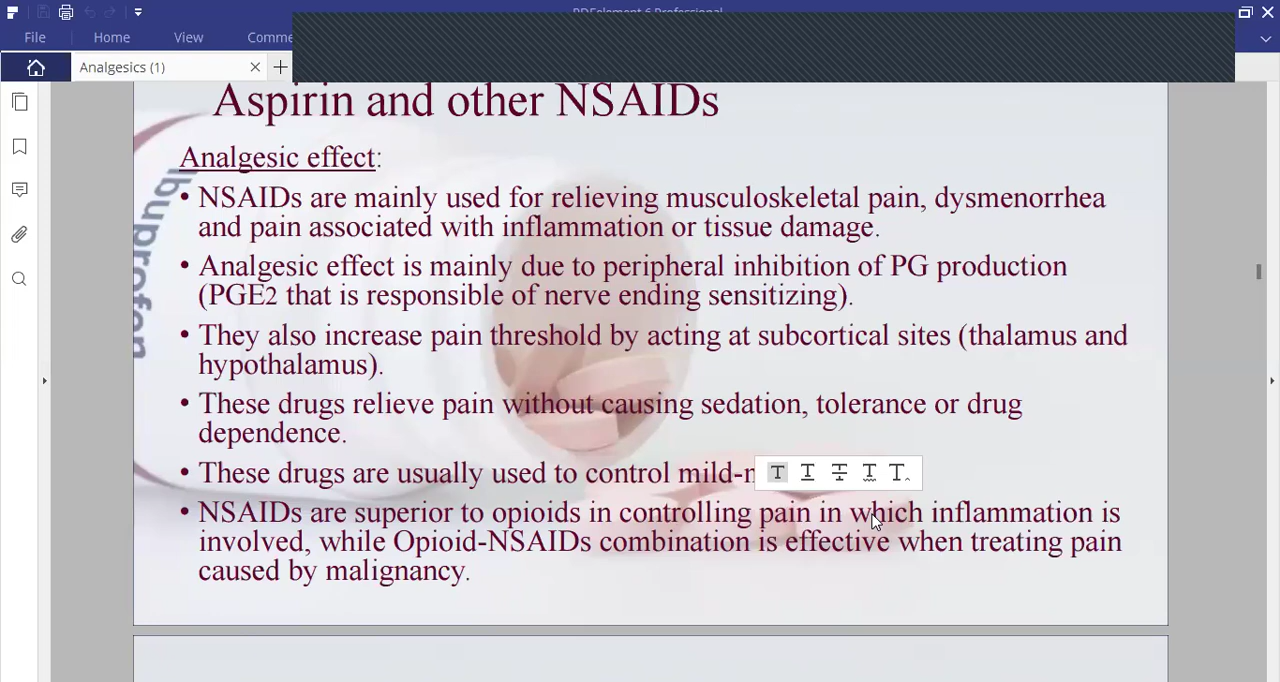 PDFelement 6 Professional
File Home View
Analgesics (1)
Aspirin and other NSAIDs
Analgesic effect:
• NSAIDs are mainly used for relieving musculoskeletal pain, dysmenorrhea
and pain associated with inflammation or tissue damage.
• Analgesic effect is mainly due to peripheral inhibition of PG production
(PGE2 that is responsible of nerve ending sensitizing).
• They also increase pain threshold by acting at subcortical sites (thalamus and
hypothalamus).
• These drugs relieve pain without causing sedation, tolerance or drug
dependence.
• These drugs are usually used to control
• NSAIDs are superior to opioids in controlling pain in which inflammation is
involved, while Opioid-NSAIDs combination is effective when treating pain
caused by malignancy.
Ibuprofen